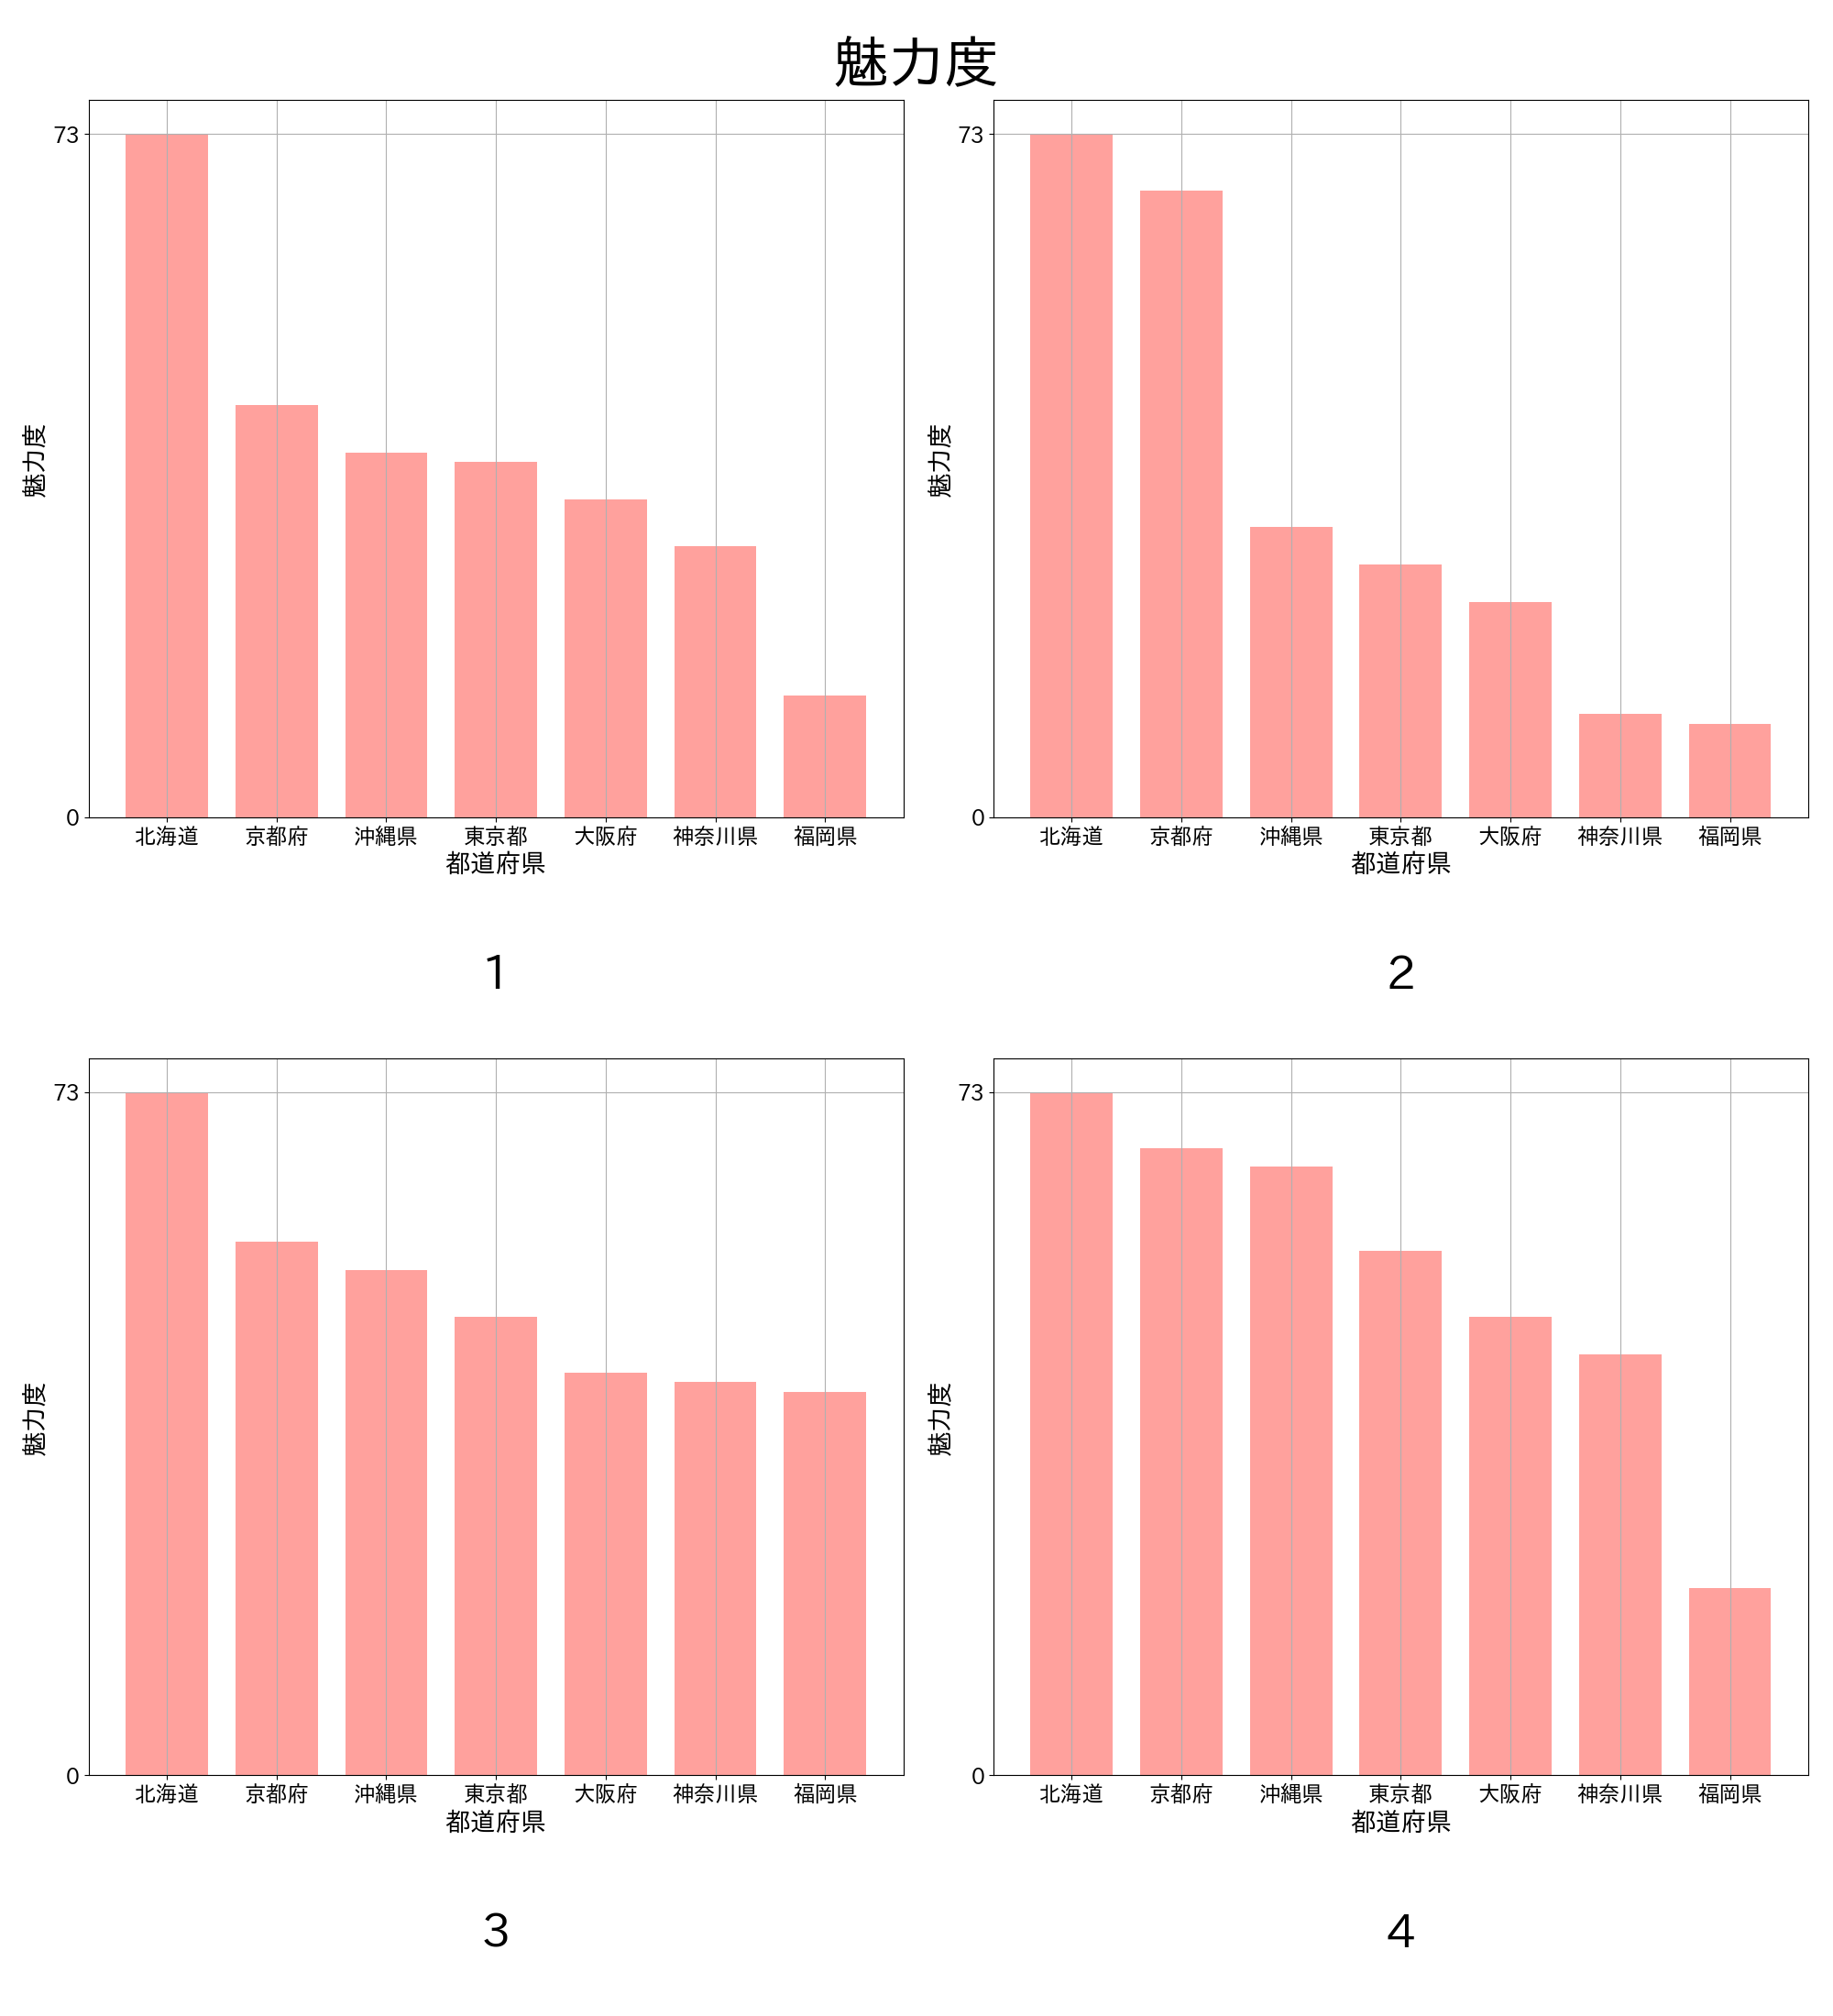 魅力度
魅力度
73
0
北海道 京都府 沖縄県 東京都 大阪府 神奈川県 福岡県
都道府県
1
魅力度
73
0
北海道 京都府 沖縄県 東京都 大阪府 神奈川県 福岡県
都道府県
2
魅力度
73
0
北海道 京都府 沖縄県 東京都 大阪府 神奈川県 福岡県
都道府県
3
魅力度
73
0
北海道 京都府 沖縄県 東京都 大阪府 神奈川県 福岡県
都道府県
4